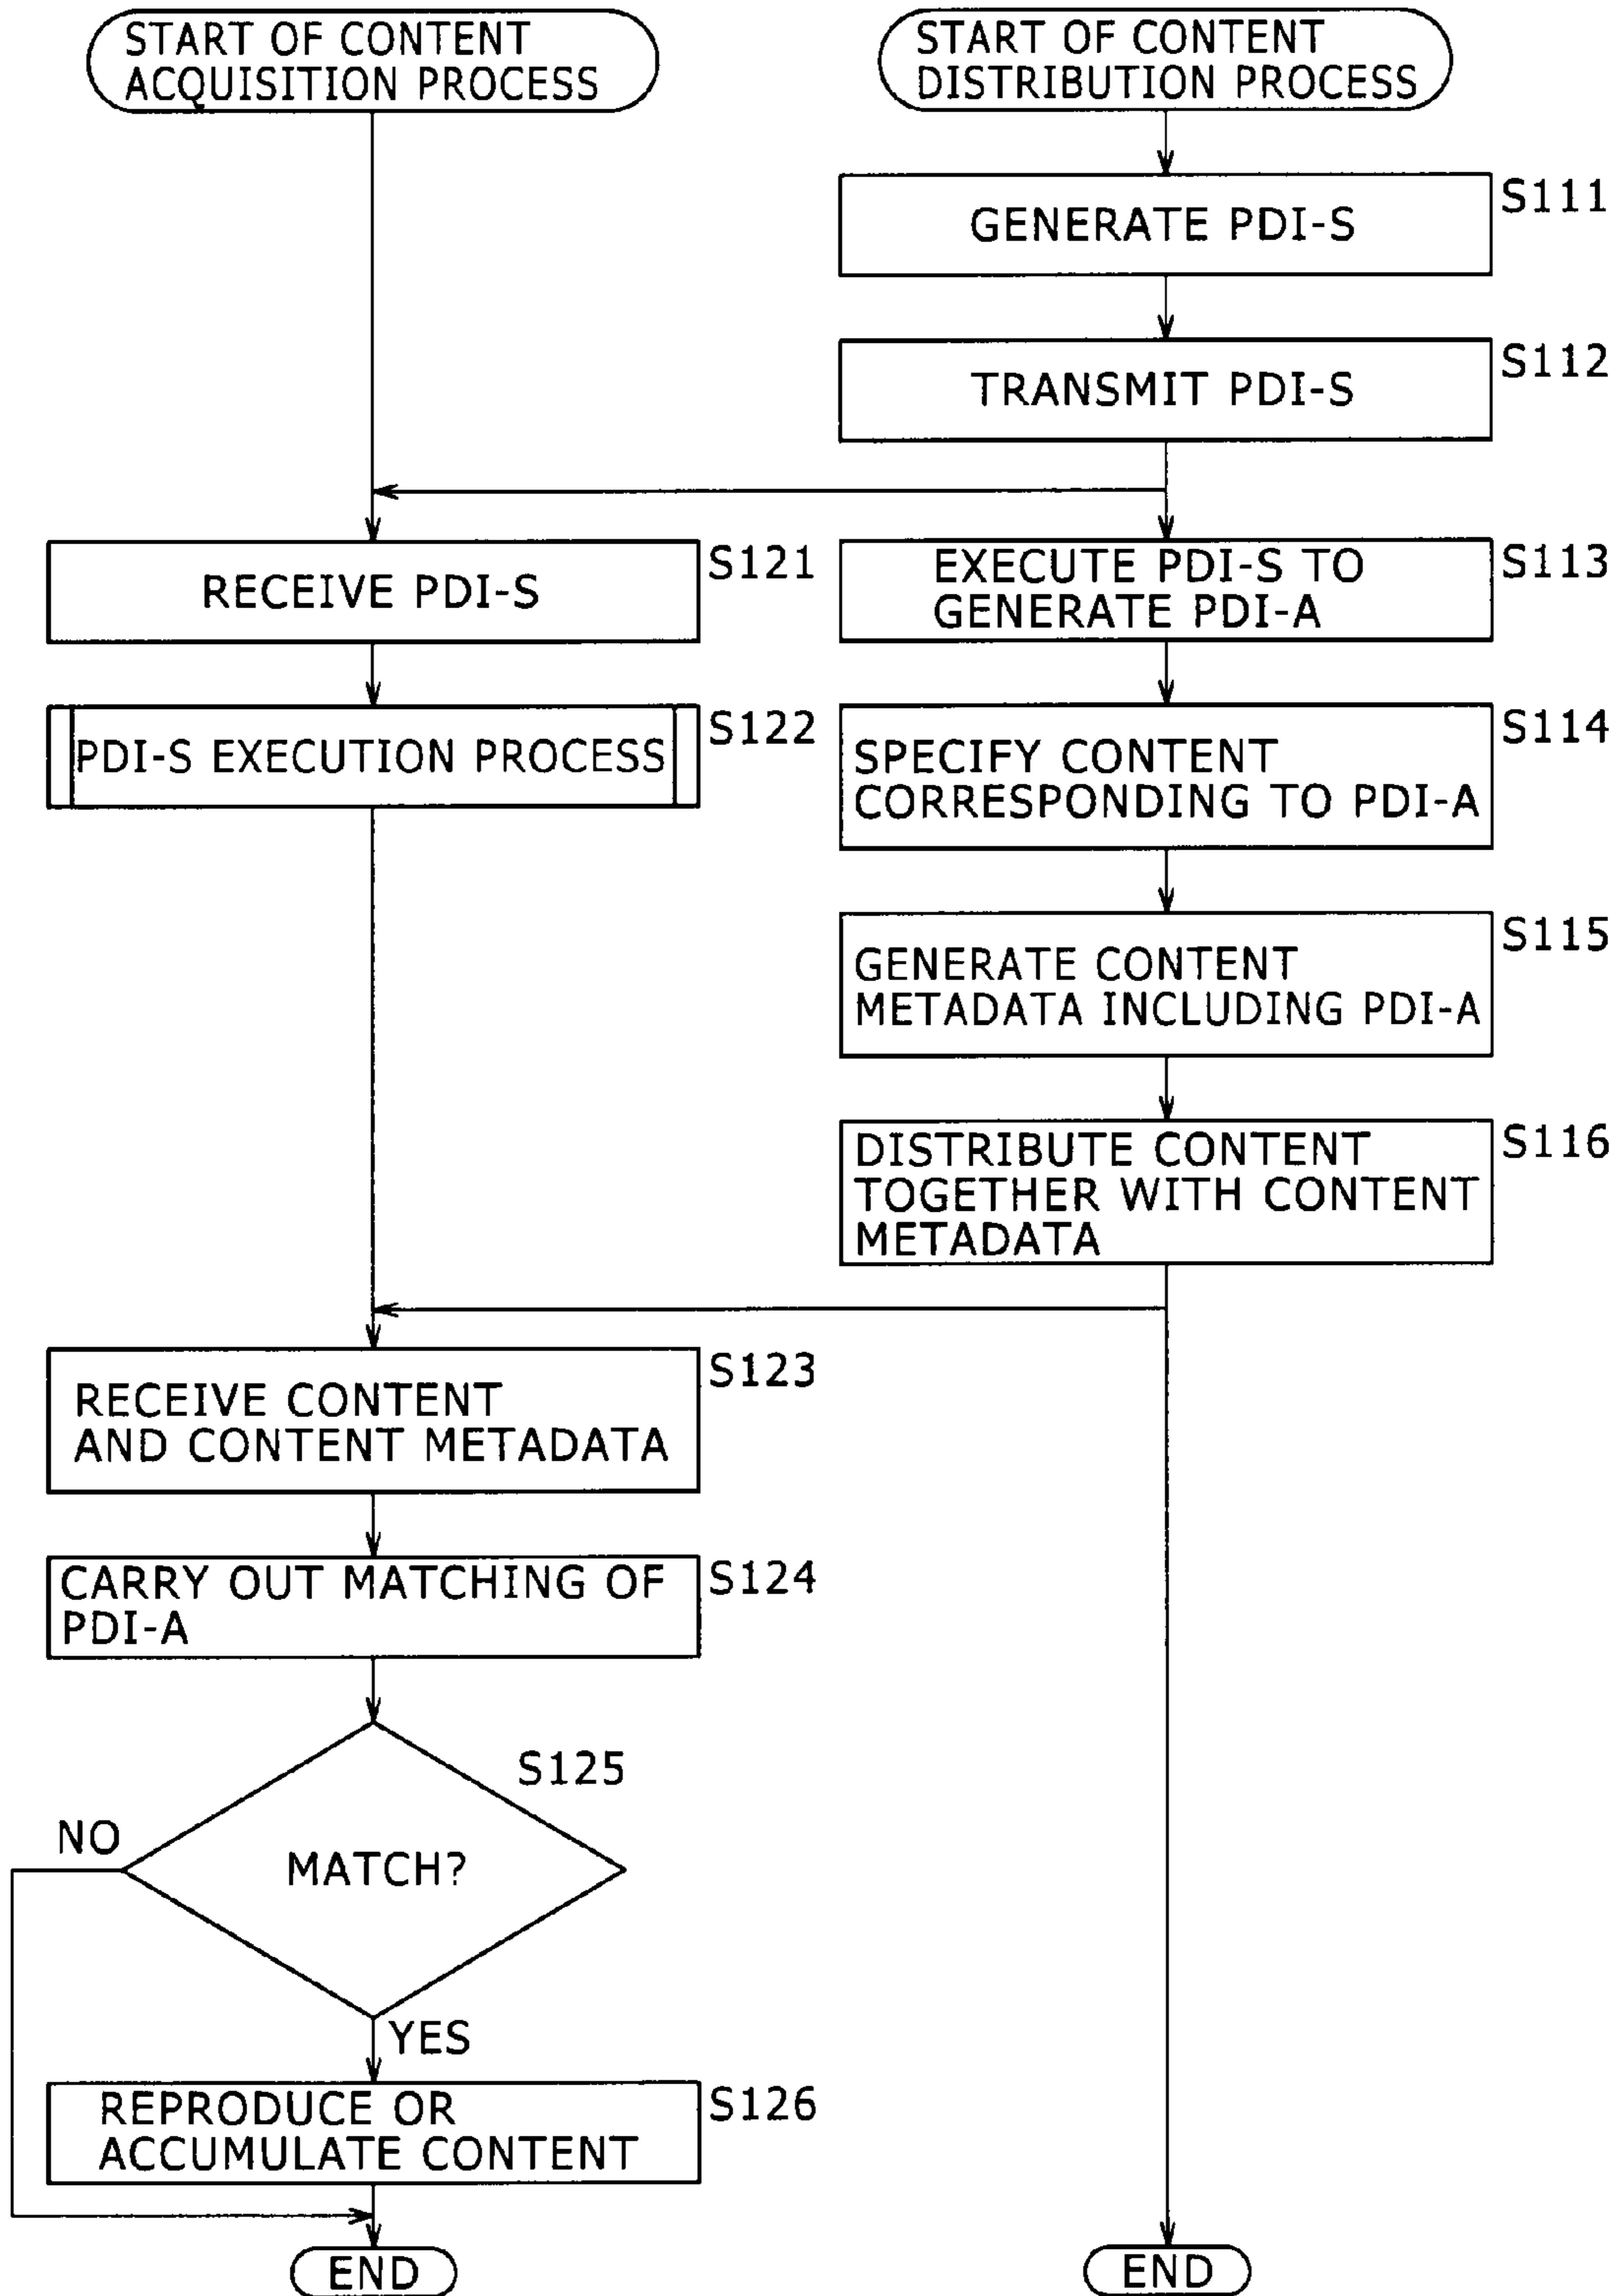 START OF CONTENT
ACQUISITION PROCESS
START OF CONTENT
DISTRIBUTION PROCESS
GENERATE PDI-S
S111
TRANSMIT PDI-S
S112
RECEIVE PDI-S
S121
EXECUTE PDI-S TO
GENERATE PDI-A
S113
PDI-S EXECUTION PROCESS
S122
SPECIFY CONTENT
CORRESPONDING TO PDI-A
S114
GENERATE CONTENT
METADATA INCLUDING PDI-A
S115
DISTRIBUTE CONTENT
TOGETHER WITH CONTENT
METADATA
S116
RECEIVE CONTENT
AND CONTENT METADATA
S123
CARRY OUT MATCHING OF
PDI-A
S124
S125
NO
MATCH?
YES
REPRODUCE OR
ACCUMULATE CONTENT
S126
END
END